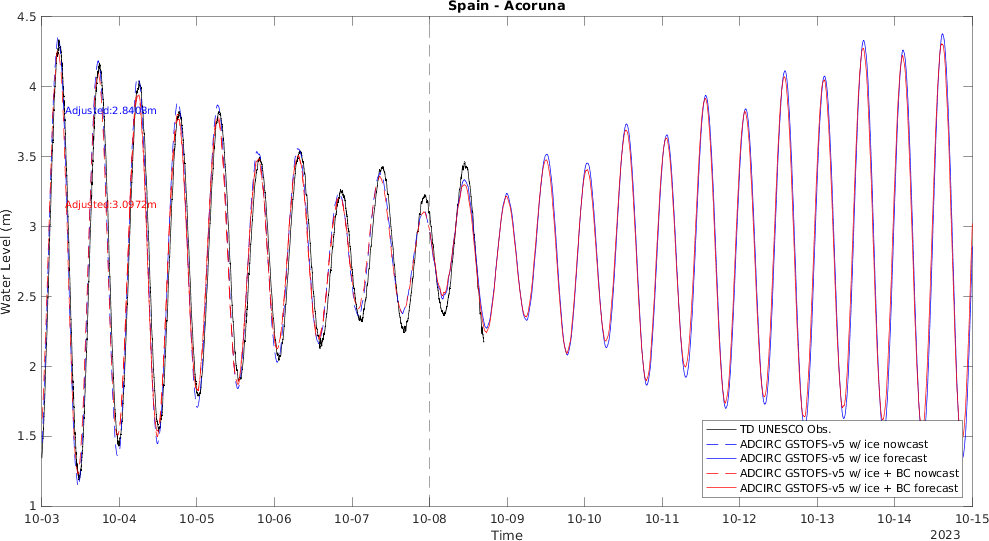 Spain - Acoruna
4.5
4
3.5
3
2.5
2
1.5
1
Water Level (m)
Adjusted:2.8408m
Adjusted:3.0972m
TD UNESCO Obs.
ADCIRC GSTOFS-v5 w/ ice nowcast
ADCIRC GSTOFS-v5 w/ ice forecast
ADCIRC GSTOFS-v5 w/ ice + BC nowcast
ADCIRC GSTOFS-v5 w/ ice + BC forecast
10-03 10-04 10-05 10-06 10-07 10-08 10-09 10-10 10-11 10-12 10-13 10-14 10-15
Time
2023